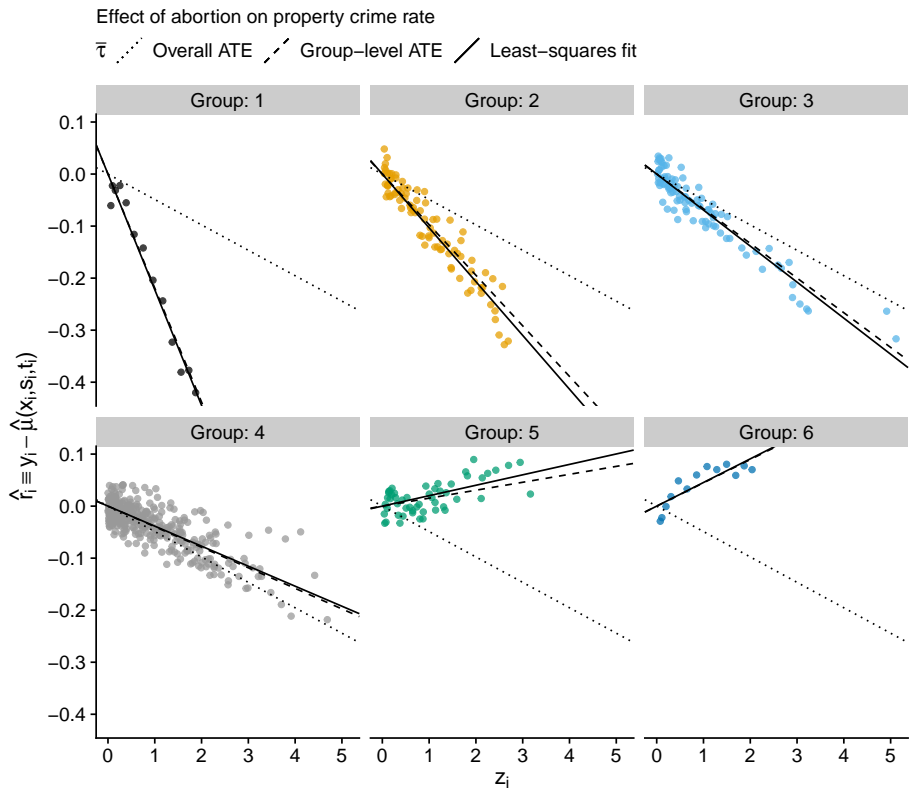 Effect of abortion on property crime rate
τ̄ Overall ATE Group−level ATE Least−squares fit
Group: 1 Group: 2 Group: 3
0.1
0.0
−0.1
−0.2
−0.3
−0.4
Group: 4 Group: 5 Group: 6
0.1
0.0
−0.1
−0.2
−0.3
−0.4
r̂i ≡ yi − μ̂(xi,si,ti)
0 1 2 3 4 5 0 1 2 3 4 5 0 1 2 3 4 5
zi